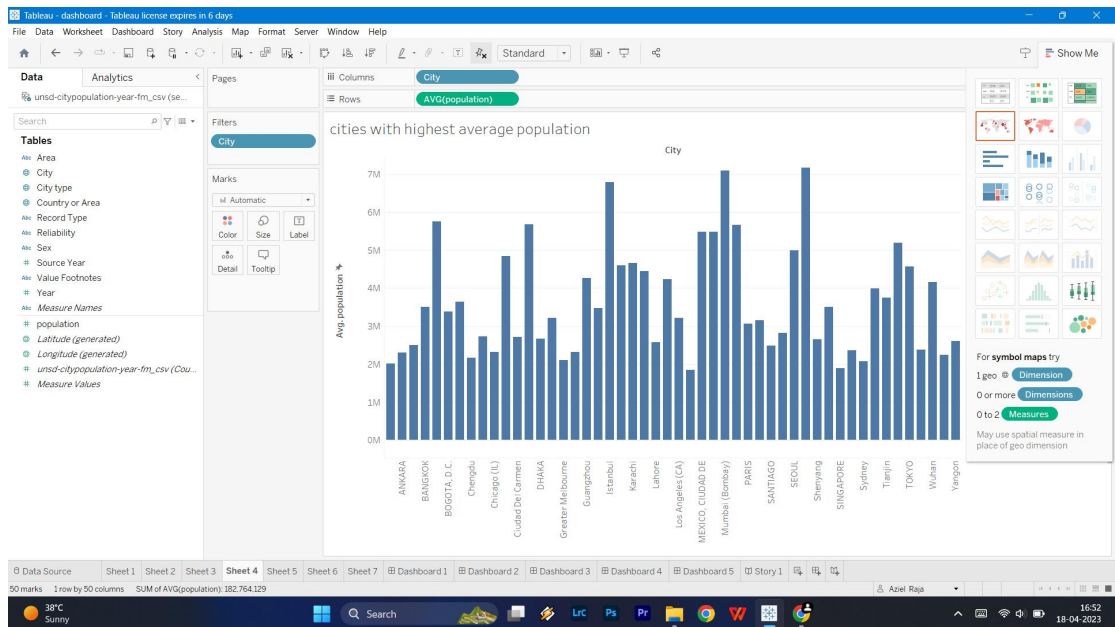 Tableau - dashboard - Tableau license expires in 6 days
File Data Worksheet Dashboard Story Analysis Map Format Server Window Help
Standard
Show Me
Data
Analytics
unsd-citypopulation-year-fm_csv (se...
Search
Tables
Abc Area
City
City type
Country or Area
Abc Record Type
Abc Reliability
Abc Sex
# Source Year
Abc Value Footnotes
# Year
Abc Measure Names
# population
Latitude (generated)
Longitude (generated)
# unsd-citypopulation-year-fm_csv (Cou...
# Measure Values
Pages
Filters
City
Marks
Automatic
Color Size Label
Detail Tooltip
Columns City
Rows AVG(population)
cities with highest average population
City
Avg. population
7M
6M
5M
4M
3M
2M
1M
0M
ANKARA
BANGKOK
BOGOTA, D.C.
Chengdu
Chicago (IL)
Ciudad Del Carmen
DHAKA
Greater Melbourne
Guangzhou
Istanbul
Karachi
Lahore
Los Angeles (CA)
MEXICO, CIUDAD DE
Mumbai (Bombay)
PARIS
SANTIAGO
SEOUL
Shenyang
SINGAPORE
Sydney
Tianjin
TOKYO
Wuhan
Yangon
For symbol maps try
1 geo Dimension
0 or more Dimensions
0 to 2 Measures
May use spatial measure in
place of geo dimension
Data Source Sheet 1 Sheet 2 Sheet 3 Sheet 4 Sheet 5 Sheet 6 Sheet 7 Dashboard 1 Dashboard 2 Dashboard 3 Dashboard 4 Dashboard 5 Story 1
50 marks 1 row by 50 columns SUM of AVG(population): 182.764.129
Aziel Raja
38°C
Sunny
Search
LrC Ps Pr
16:52
18-04-2023